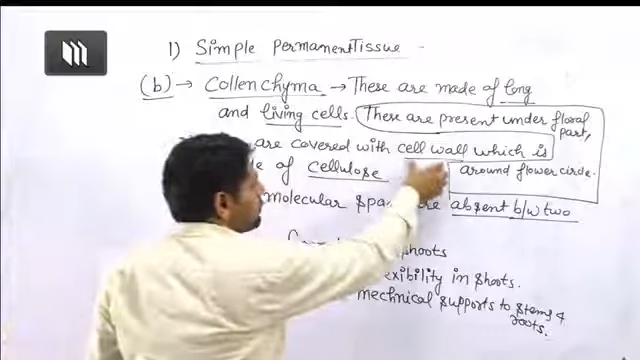 1) Simple Permanent Tissue -
(b) → Collenchyma → These are made of long
and living cells. These are present under floral
part,
are covered with cell wall which is
of cellulose around flower circle.
molecular spa are absent b/w two
shoots
exibility in shoots.
mechnical supports to stems &
roots.